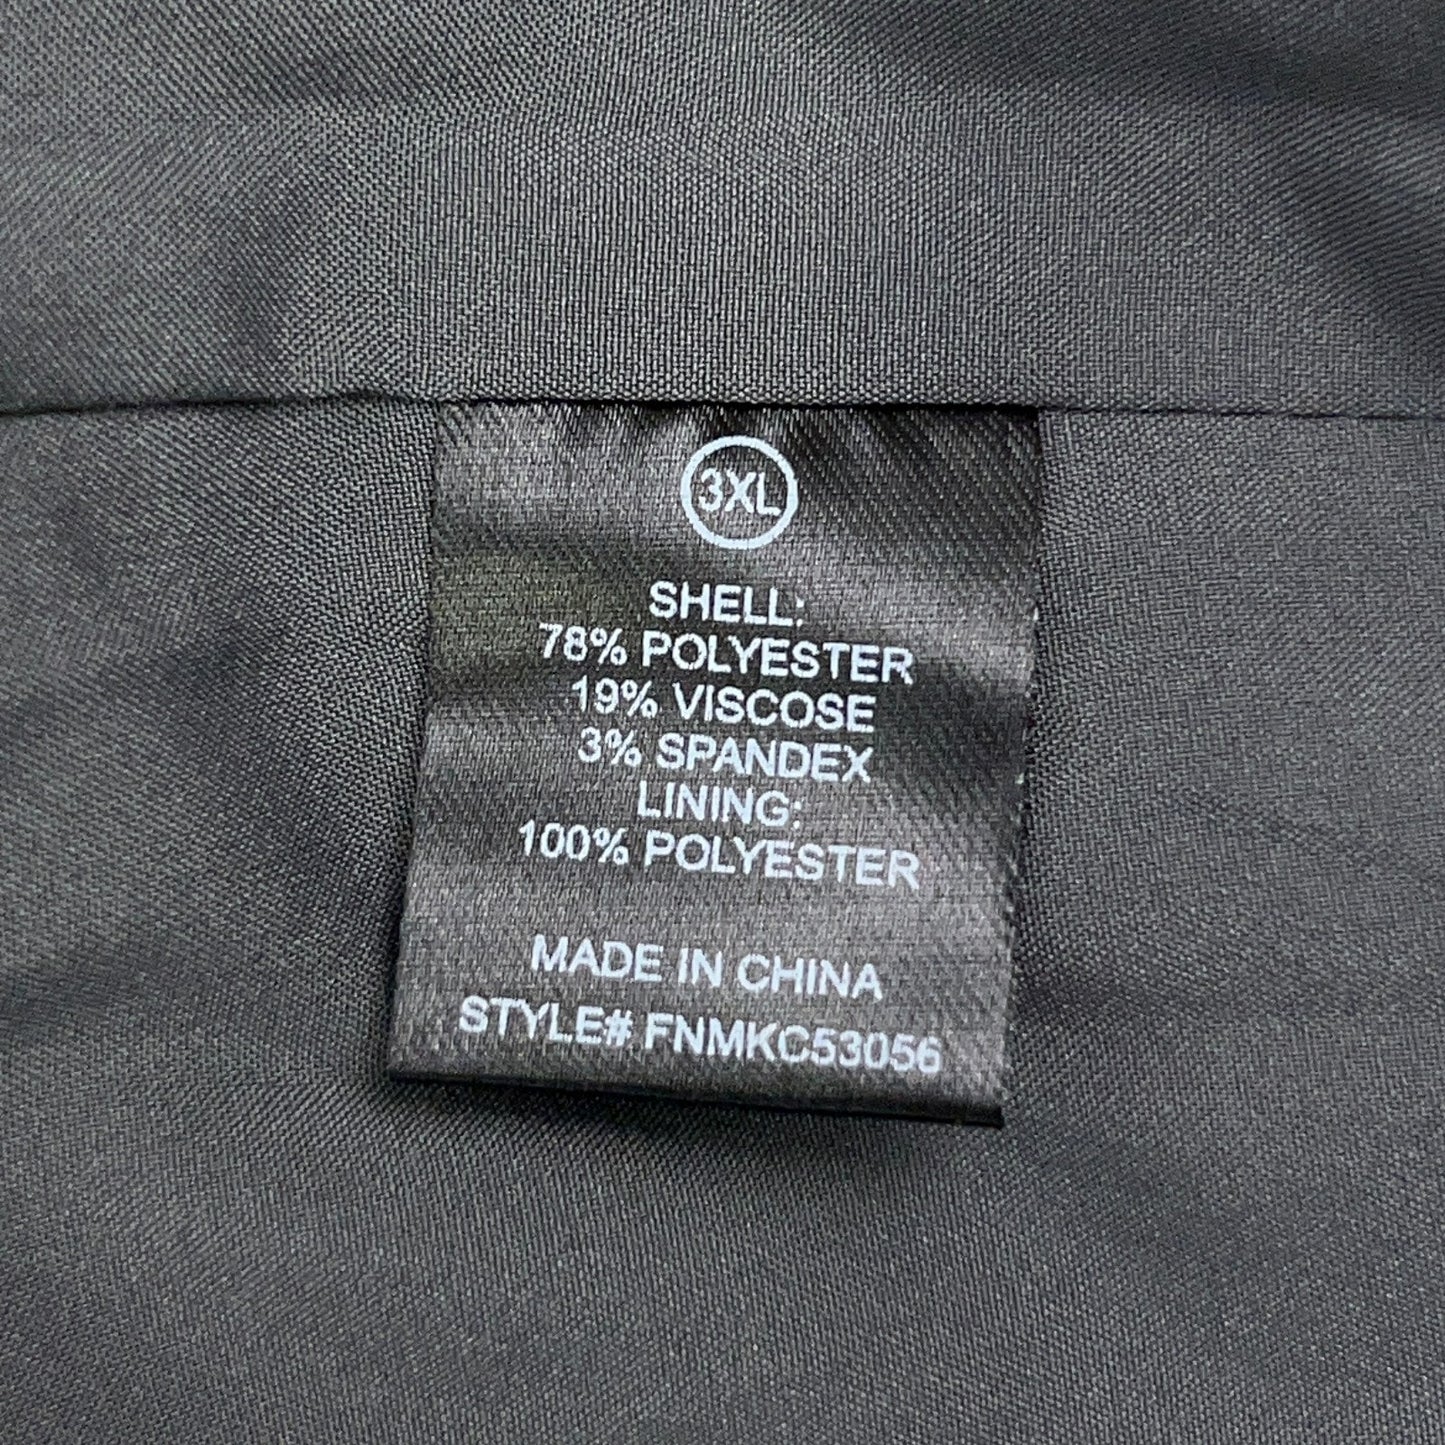 3XL
SHELL:
78% POLYESTER
19% VISCOSE
3% SPANDEX
LINING:
100% POLYESTER
MADE IN CHINA
STYLE# FNMKC53056